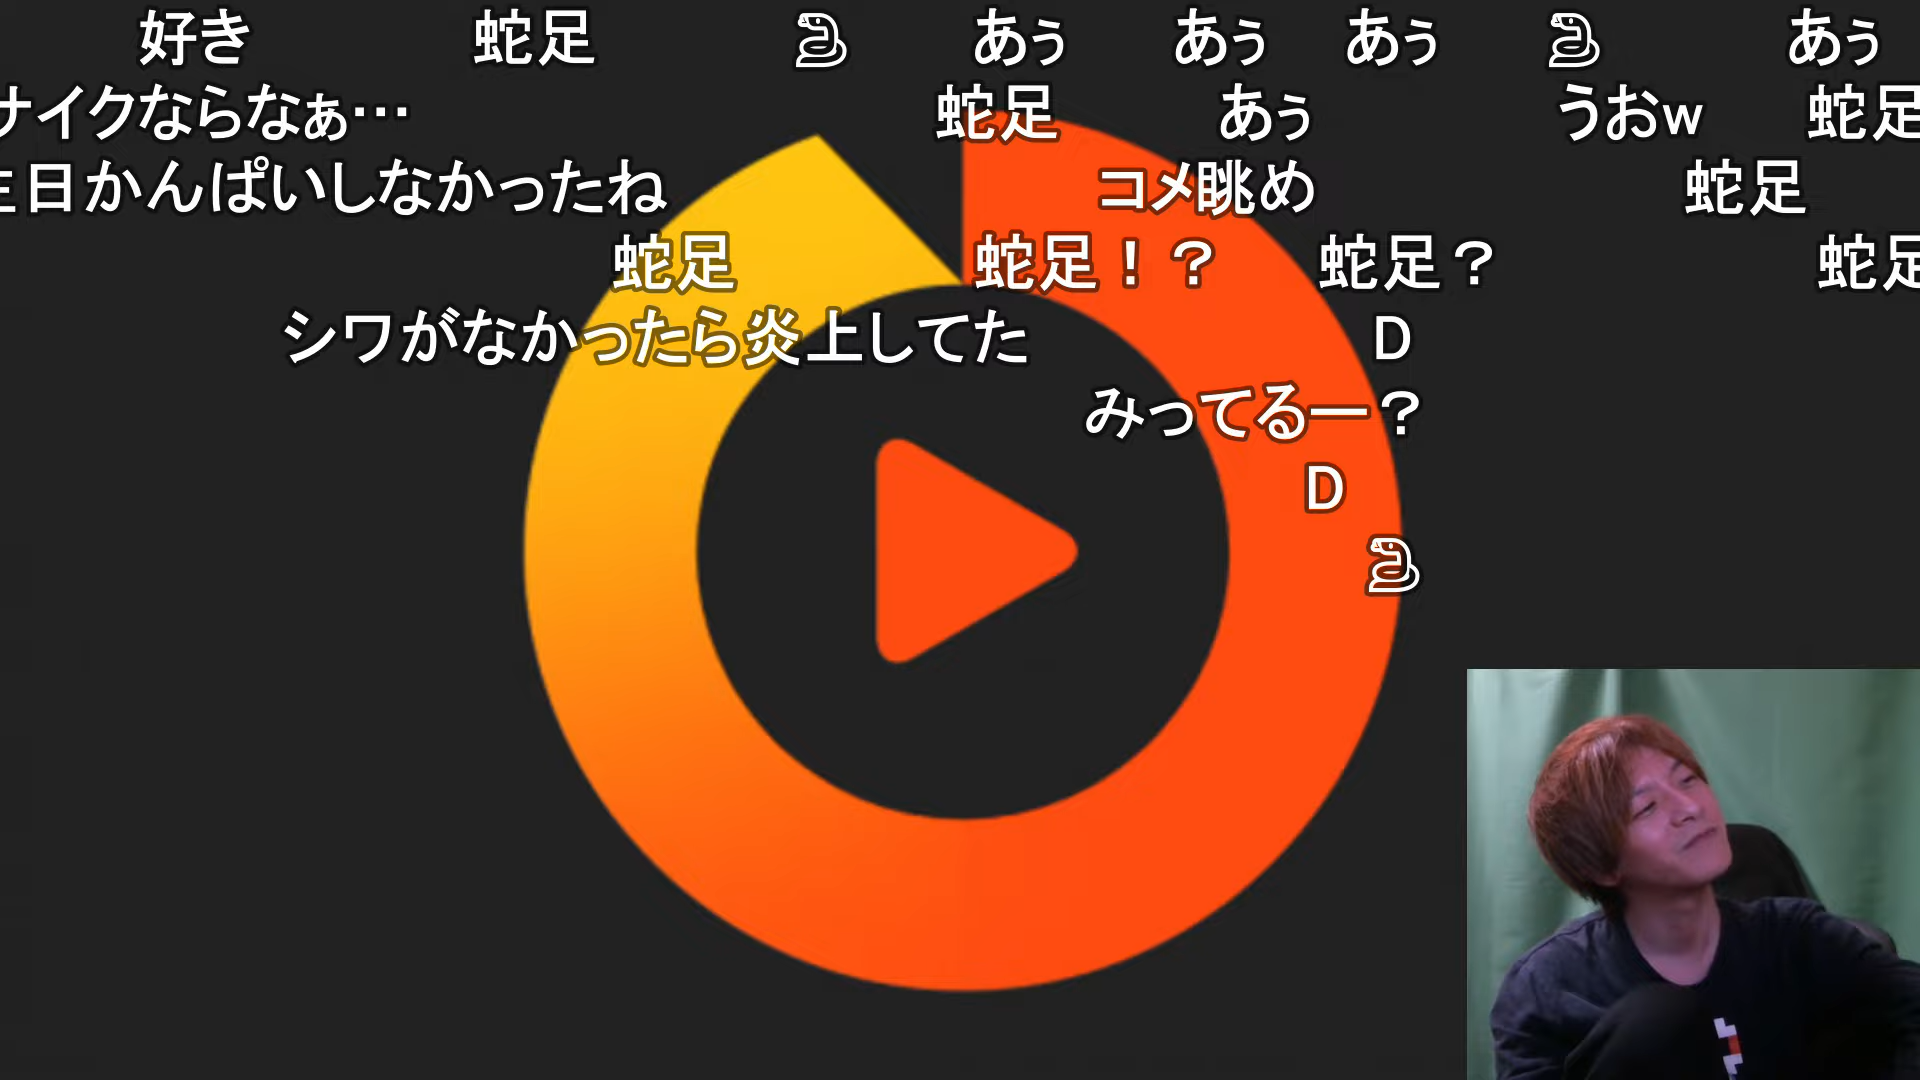 好き 蛇足 🐍 あぅ あぅ あぅ 🐍 あぅ
サイクならなぁ… 蛇足 あぅ うおw 蛇足
日かんぱいしなかったね コメ眺め 蛇足
蛇足 蛇足！？ 蛇足？ 蛇足
シワがなかったら炎上してた D
みってるー？
D
🐍